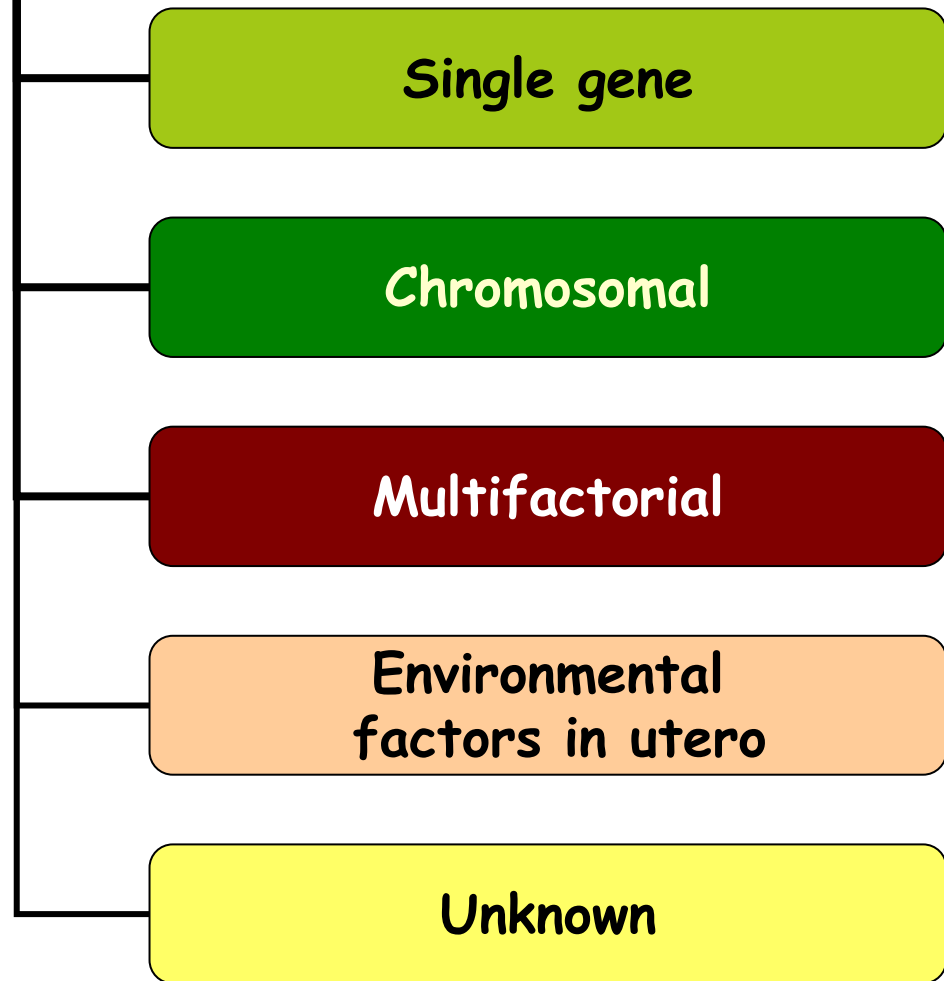 Single gene
Chromosomal
Multifactorial
Environmental
factors in utero
Unknown